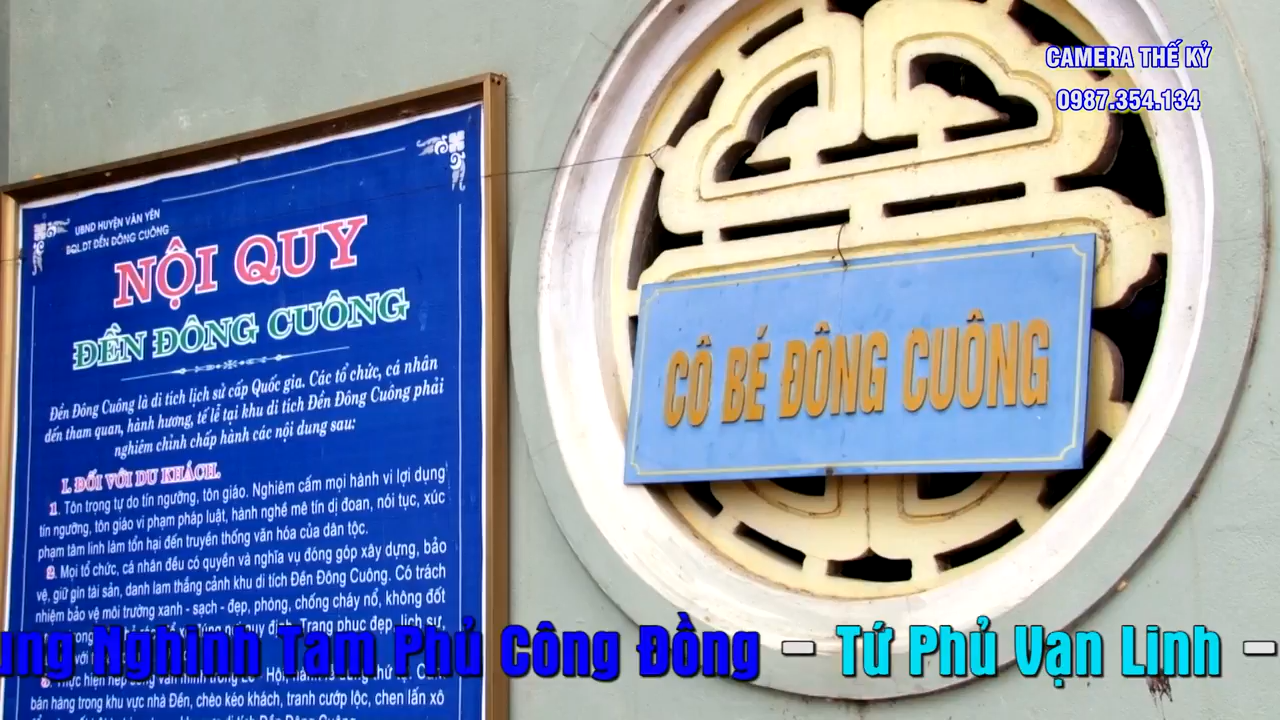 CAMERA THẾ KỶ
0987.354.134
UBND HUYỆN VĂN YÊN
BQL.DT ĐỀN ĐÔNG CUÔNG
NỘI QUY
ĐỀN ĐÔNG CUÔNG
Đền Đông Cuông là di tích lịch sử cấp Quốc gia. Các tổ chức, cá nhân
đến tham quan, hành hương, tế lễ tại khu di tích Đền Đông Cuông phải
nghiêm chỉnh chấp hành các nội dung sau:
I. ĐỐI VỚI DU KHÁCH.
1. Tôn trọng tự do tín ngưỡng, tôn giáo. Nghiêm cấm mọi hành vi lợi dụng
tín ngưỡng, tôn giáo vi phạm pháp luật, hành nghề mê tín dị đoan, nói tục, xúc
phạm tâm linh làm tổn hại đến truyền thống văn hóa của dân tộc.
2. Mọi tổ chức, cá nhân đều có quyền và nghĩa vụ đóng góp xây dựng, bảo
vệ, giữ gìn tài sản, danh lam thắng cảnh khu di tích Đền Đông Cuông. Có trách
nhiệm bảo vệ môi trường xanh - sạch - đẹp, phòng, chống cháy nổ, không đốt
quy định. Trang phục đẹp, lịch sự,
bán hàng trong khu vực nhà Đền, chèo kéo khách, tranh cướp lộc, chen lấn xô
CÔ BÉ ĐÔNG CUÔNG
ung Nghinh Tam Phủ Công Đồng - Tứ Phủ Vạn Linh -